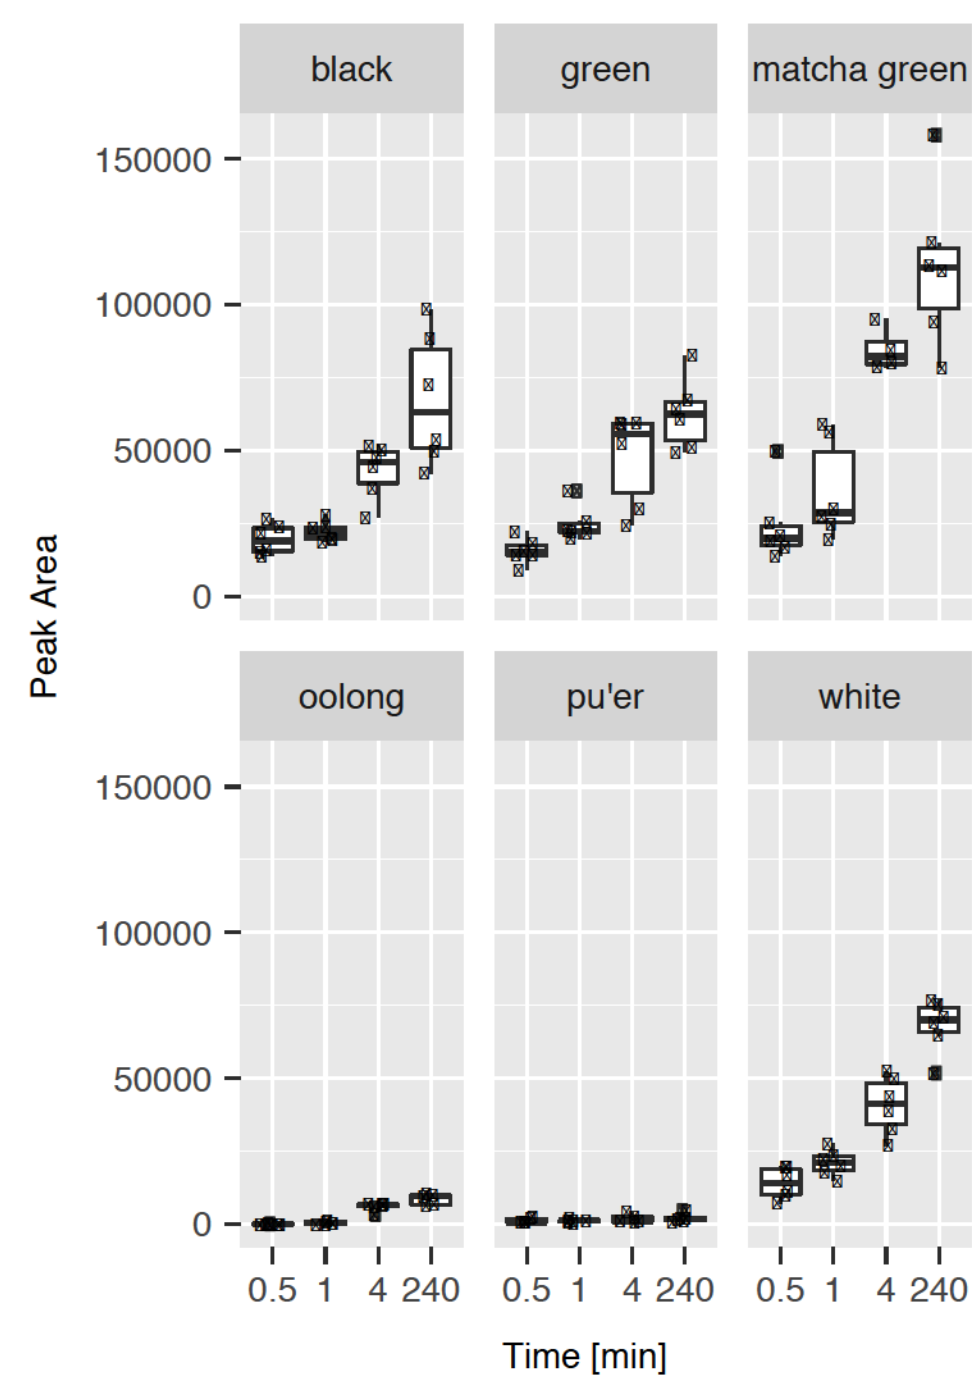 black green matcha green
150000
100000
50000
0
Peak Area
oolong pu'er white
150000
100000
50000
0
0.5 1 4 240 0.5 1 4 240 0.5 1 4 240
Time [min]